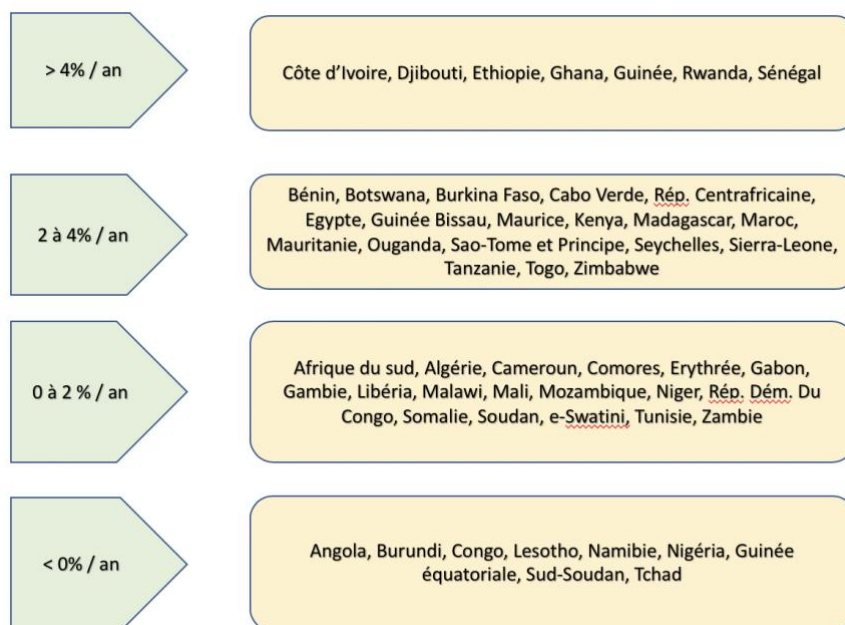 > 4% / an
Côte d’Ivoire, Djibouti, Ethiopie, Ghana, Guinée, Rwanda, Sénégal
2 à 4% / an
Bénin, Botswana, Burkina Faso, Cabo Verde, Rép. Centrafricaine,
Egypte, Guinée Bissau, Maurice, Kenya, Madagascar, Maroc,
Mauritanie, Ouganda, Sao-Tome et Principe, Seychelles, Sierra-Leone,
Tanzanie, Togo, Zimbabwe
0 à 2 % / an
Afrique du sud, Algérie, Cameroun, Comores, Erythrée, Gabon,
Gambie, Libéria, Malawi, Mali, Mozambique, Niger, Rép. Dém. Du
Congo, Somalie, Soudan, e-Swatini, Tunisie, Zambie
< 0% / an
Angola, Burundi, Congo, Lesotho, Namibie, Nigéria, Guinée
équatoriale, Sud-Soudan, Tchad